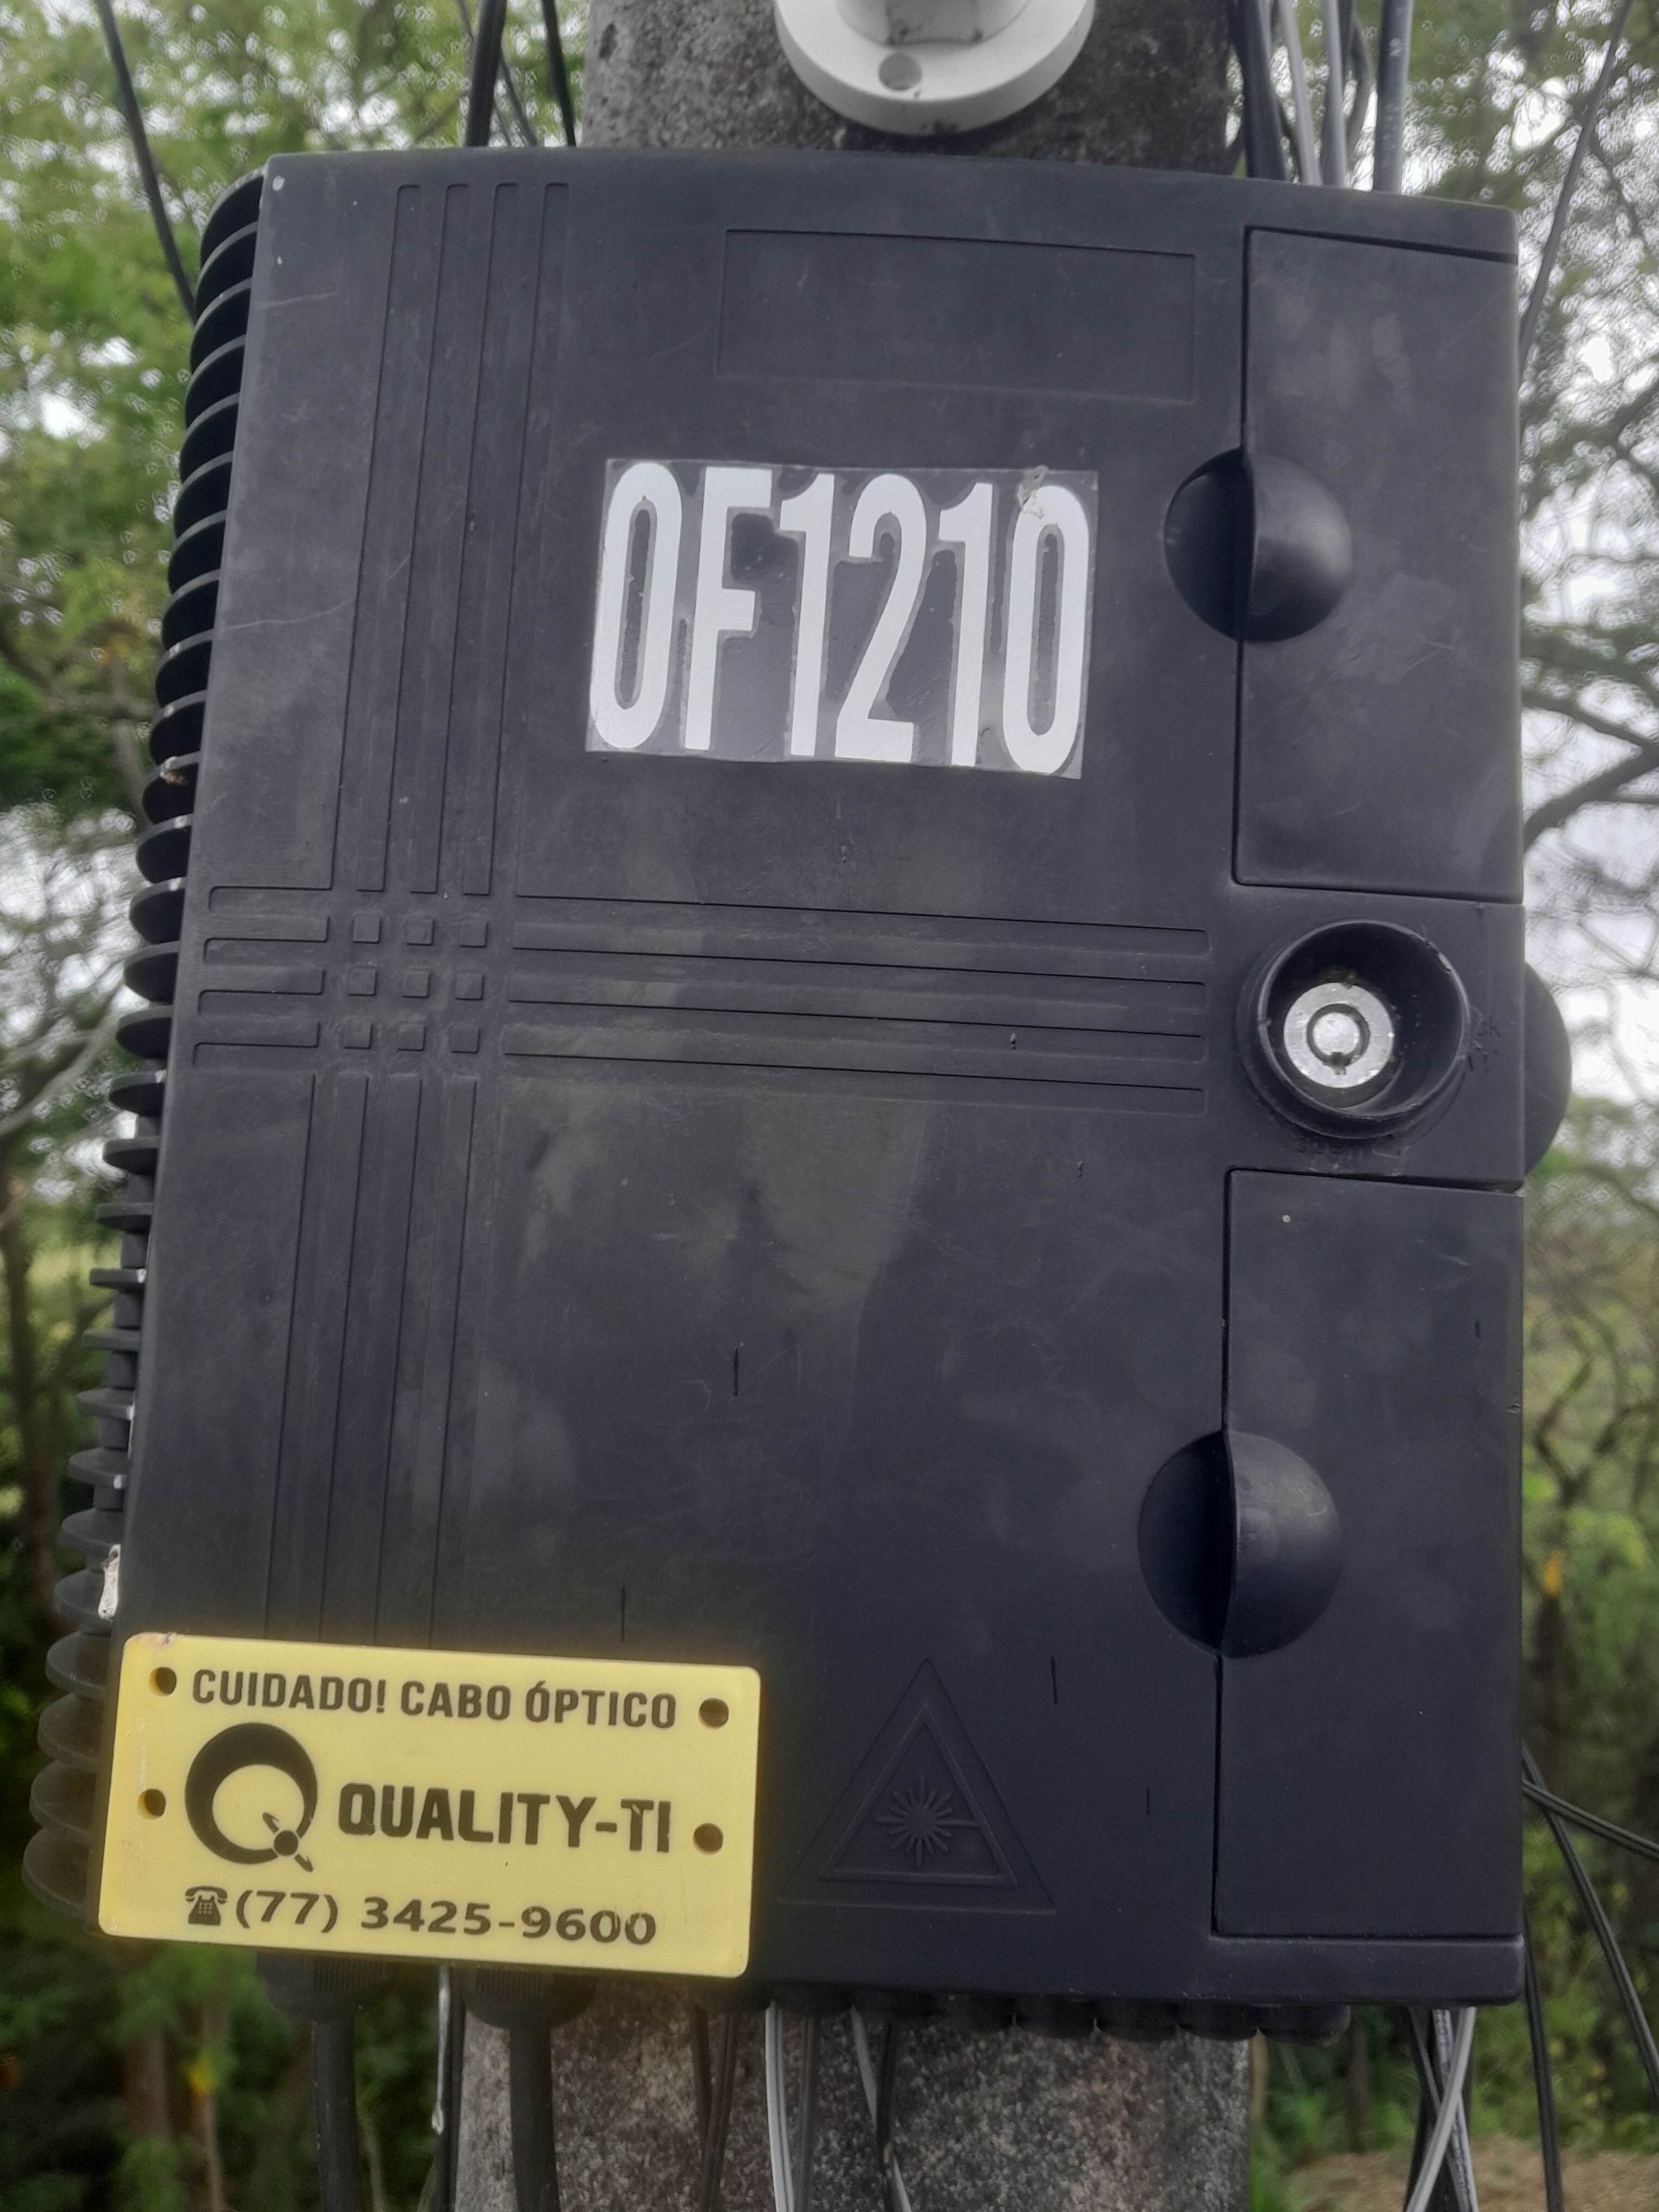 OF1210
CUIDADO! CABO ÓPTICO
QUALITY-TI
(77) 3425-9600